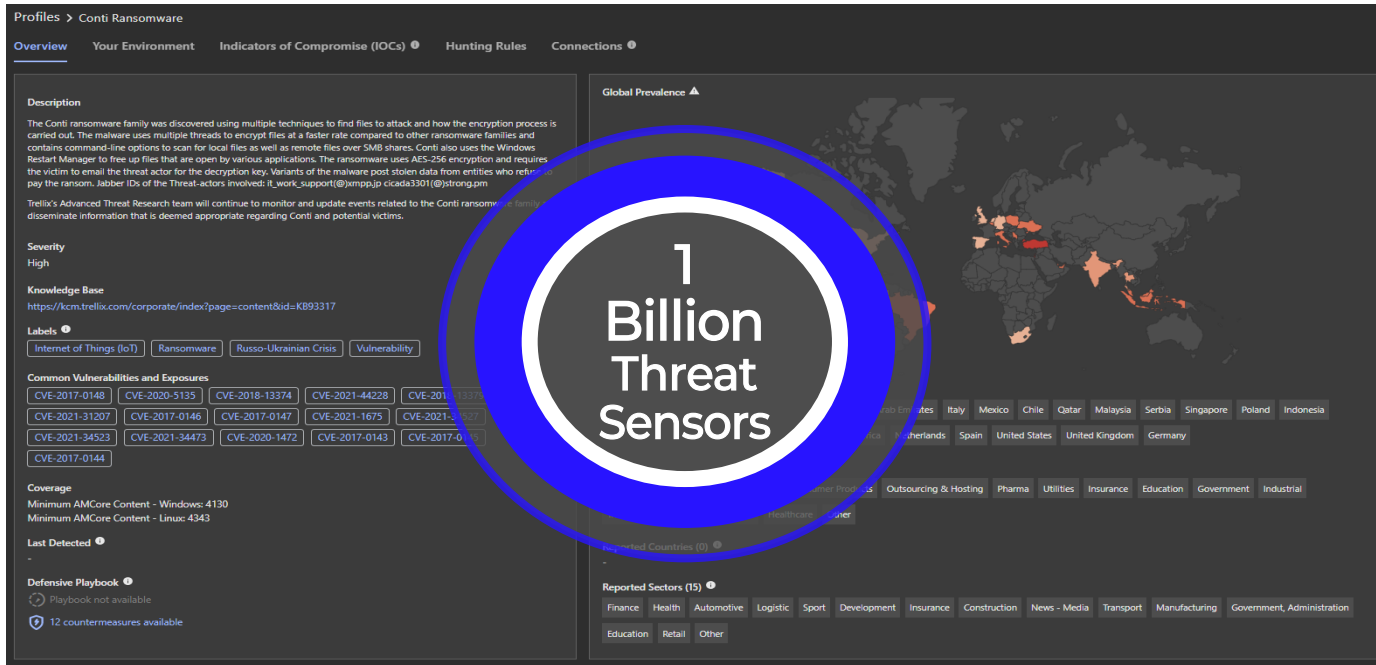 Profiles > Conti Ransomware
Overview Your Environment Indicators of Compromise (IOCs) Hunting Rules Connections
Description
The Conti ransomware family was discovered using multiple techniques to find files to attack and how the encryption process is
carried out. The malware uses multiple threads to encrypt files at a faster rate compared to other ransomware families and
contains command-line options to scan for local files as well as remote files over SMB shares. Conti also uses the Windows
Restart Manager to free up files that are open by various applications. The ransomware uses AES-256 encryption and requires
the victim to email the threat actor for the decryption key. Variants of the malware post stolen data from entities who refuse to
pay the ransom. Jabber IDs of the Threat-actors involved: it_work_support(@)xmpp.jp cicada3301(@)strong.pm
Trellix's Advanced Threat Research team will continue to monitor and update events related to the Conti ransomware family
disseminate information that is deemed appropriate regarding Conti and potential victims.
Severity
High
Knowledge Base
https://kcm.trellix.com/corporate/index?page=content&id=KB93317
Labels
Internet of Things (IoT) Ransomware Russo-Ukrainian Crisis Vulnerability
Common Vulnerabilities and Exposures
CVE-2017-0148 CVE-2020-5135 CVE-2018-13374 CVE-2021-44228
CVE-2021-31207 CVE-2017-0146 CVE-2017-0147 CVE-2021-1675
CVE-2021-34523 CVE-2021-34473 CVE-2020-1472 CVE-2017-0143
CVE-2017-0144
Coverage
Minimum AMCore Content - Windows: 4130
Minimum AMCore Content - Linux: 4343
Last Detected
-
Defensive Playbook
Playbook not available
12 countermeasures available
1
Billion
Threat
Sensors
Global Prevalence
Italy Mexico Chile Qatar Malaysia Serbia Singapore Poland Indonesia
Netherlands Spain United States United Kingdom Germany
Outsourcing & Hosting Pharma Utilities Insurance Education Government Industrial
Healthcare Other
Reported Countries (0)
-
Reported Sectors (15)
Finance Health Automotive Logistic Sport Development Insurance Construction News - Media Transport Manufacturing Government, Administration
Education Retail Other